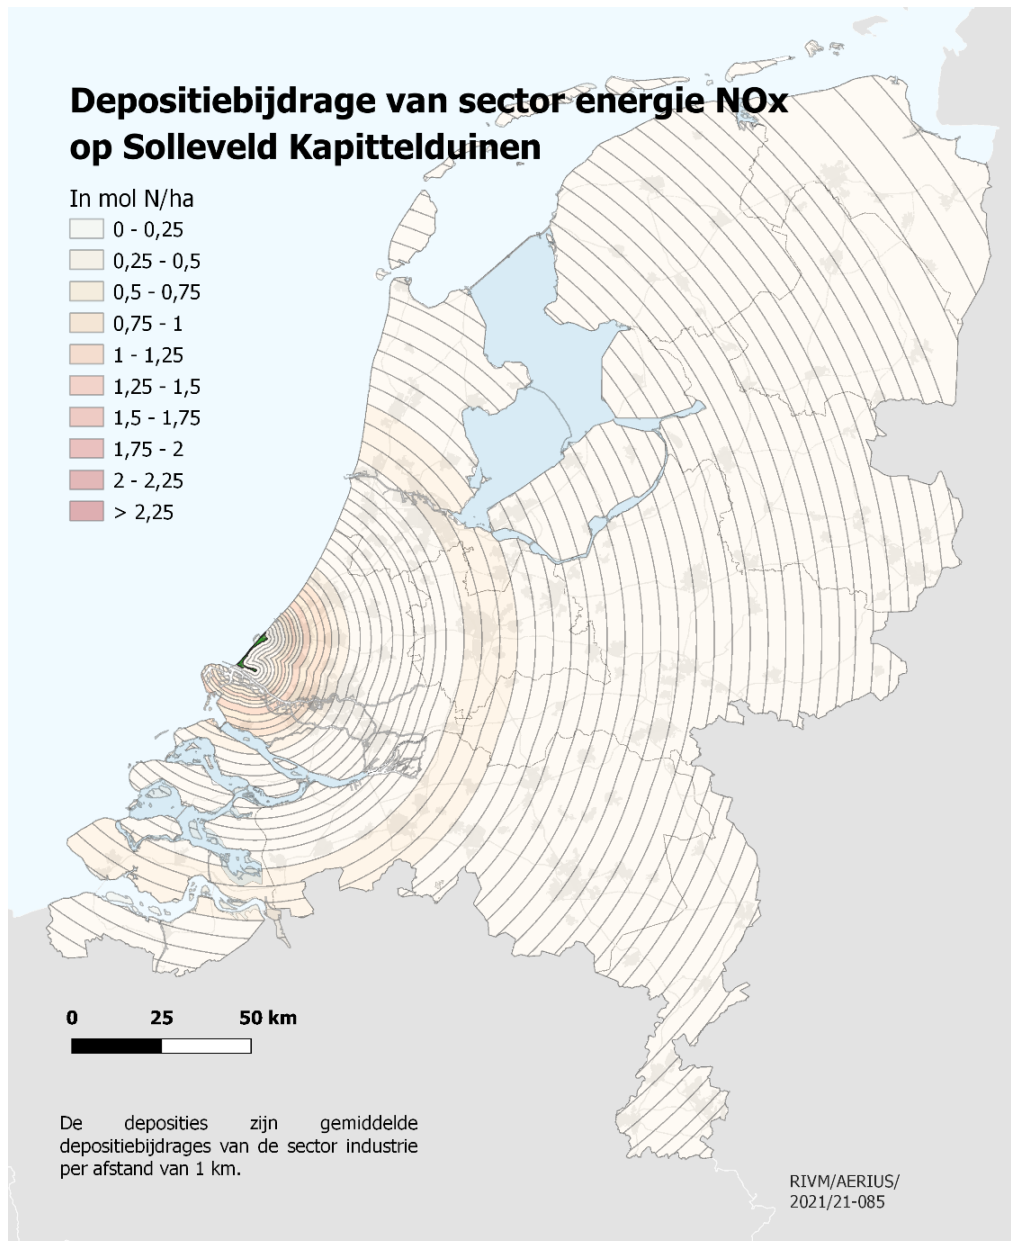 Depositiebijdrage van sector energie NOx
op Solleveld Kapittelduinen
In mol N/ha
0 - 0,25
0,25 - 0,5
0,5 - 0,75
0,75 - 1
1 - 1,25
1,25 - 1,5
1,5 - 1,75
1,75 - 2
2 - 2,25
> 2,25
0 25 50 km
De deposities zijn gemiddelde
depositiebijdrages van de sector industrie
per afstand van 1 km.
RIVM/AERIUS/
2021/21-085